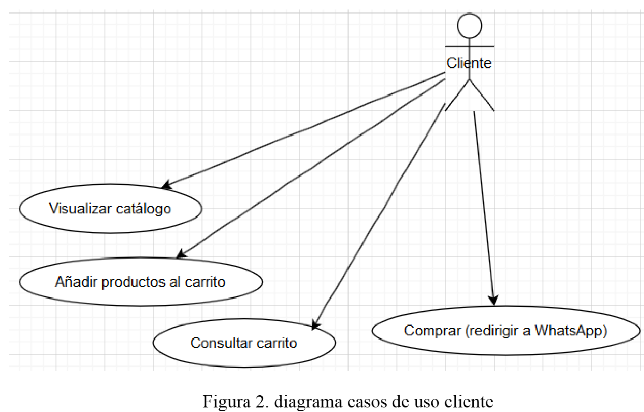 Cliente
Visualizar catálogo
Añadir productos al carrito
Consultar carrito
Comprar (redirigir a WhatsApp)
Figura 2. diagrama casos de uso cliente